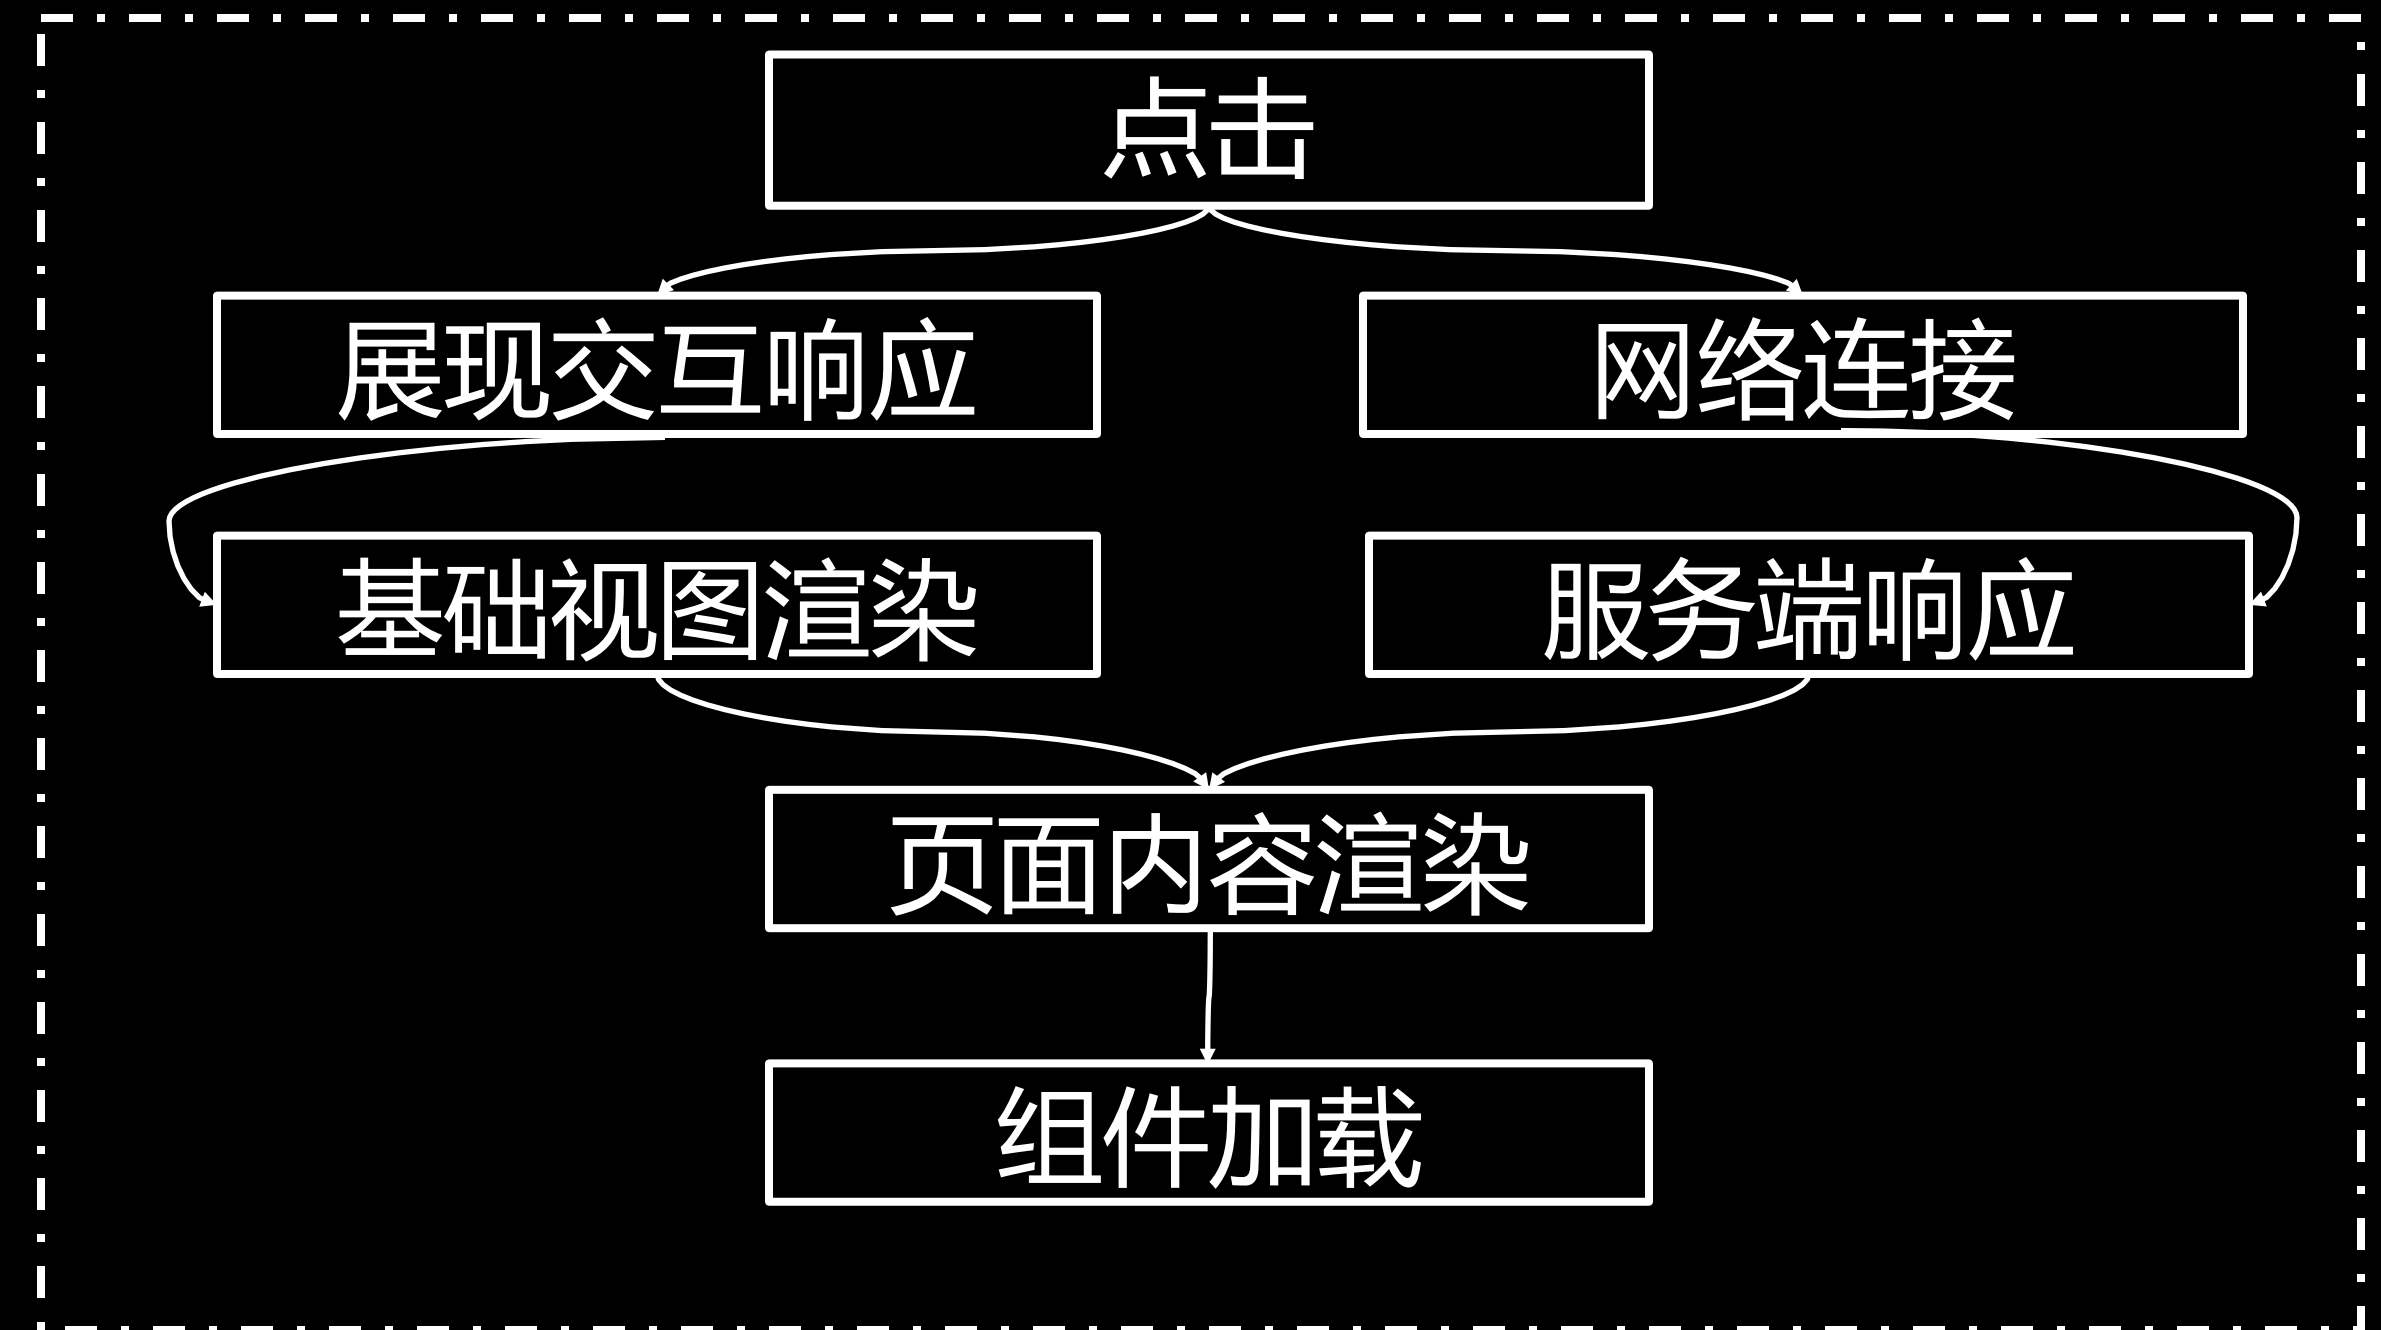 点击
展现交互响应
网络连接
基础视图渲染
服务端响应
页面内容渲染
组件加载